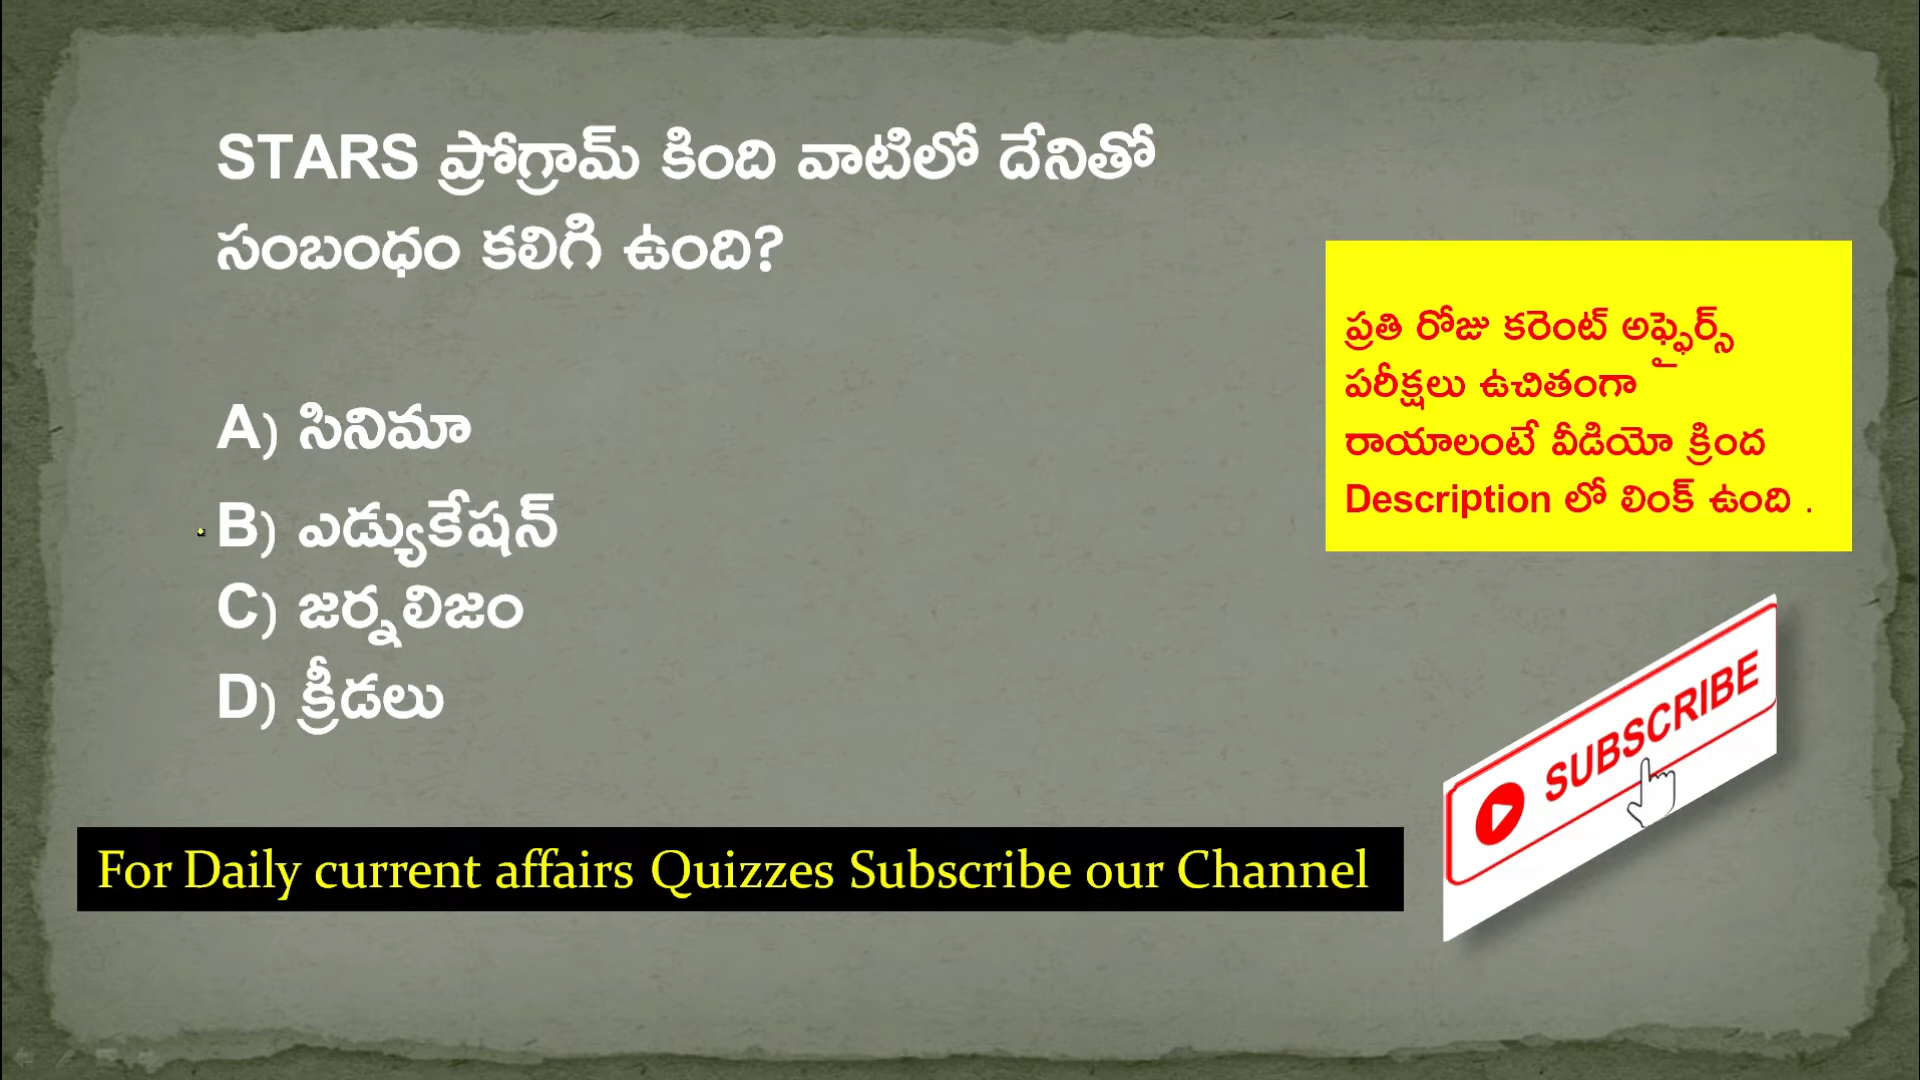 STARS ప్రోగ్రామ్ కింది వాటిలో దేనితో
సంబంధం కలిగి ఉంది?
A) సినిమా
B) ఎడ్యుకేషన్
C) జర్నలిజం
D) క్రీడలు
ప్రతి రోజు కరెంట్ అఫ్ఫైర్స్
పరీక్షలు ఉచితంగా
రాయాలంటే వీడియో క్రింద
Description లో లింక్ ఉంది .
SUBSCRIBE
For Daily current affairs Quizzes Subscribe our Channel